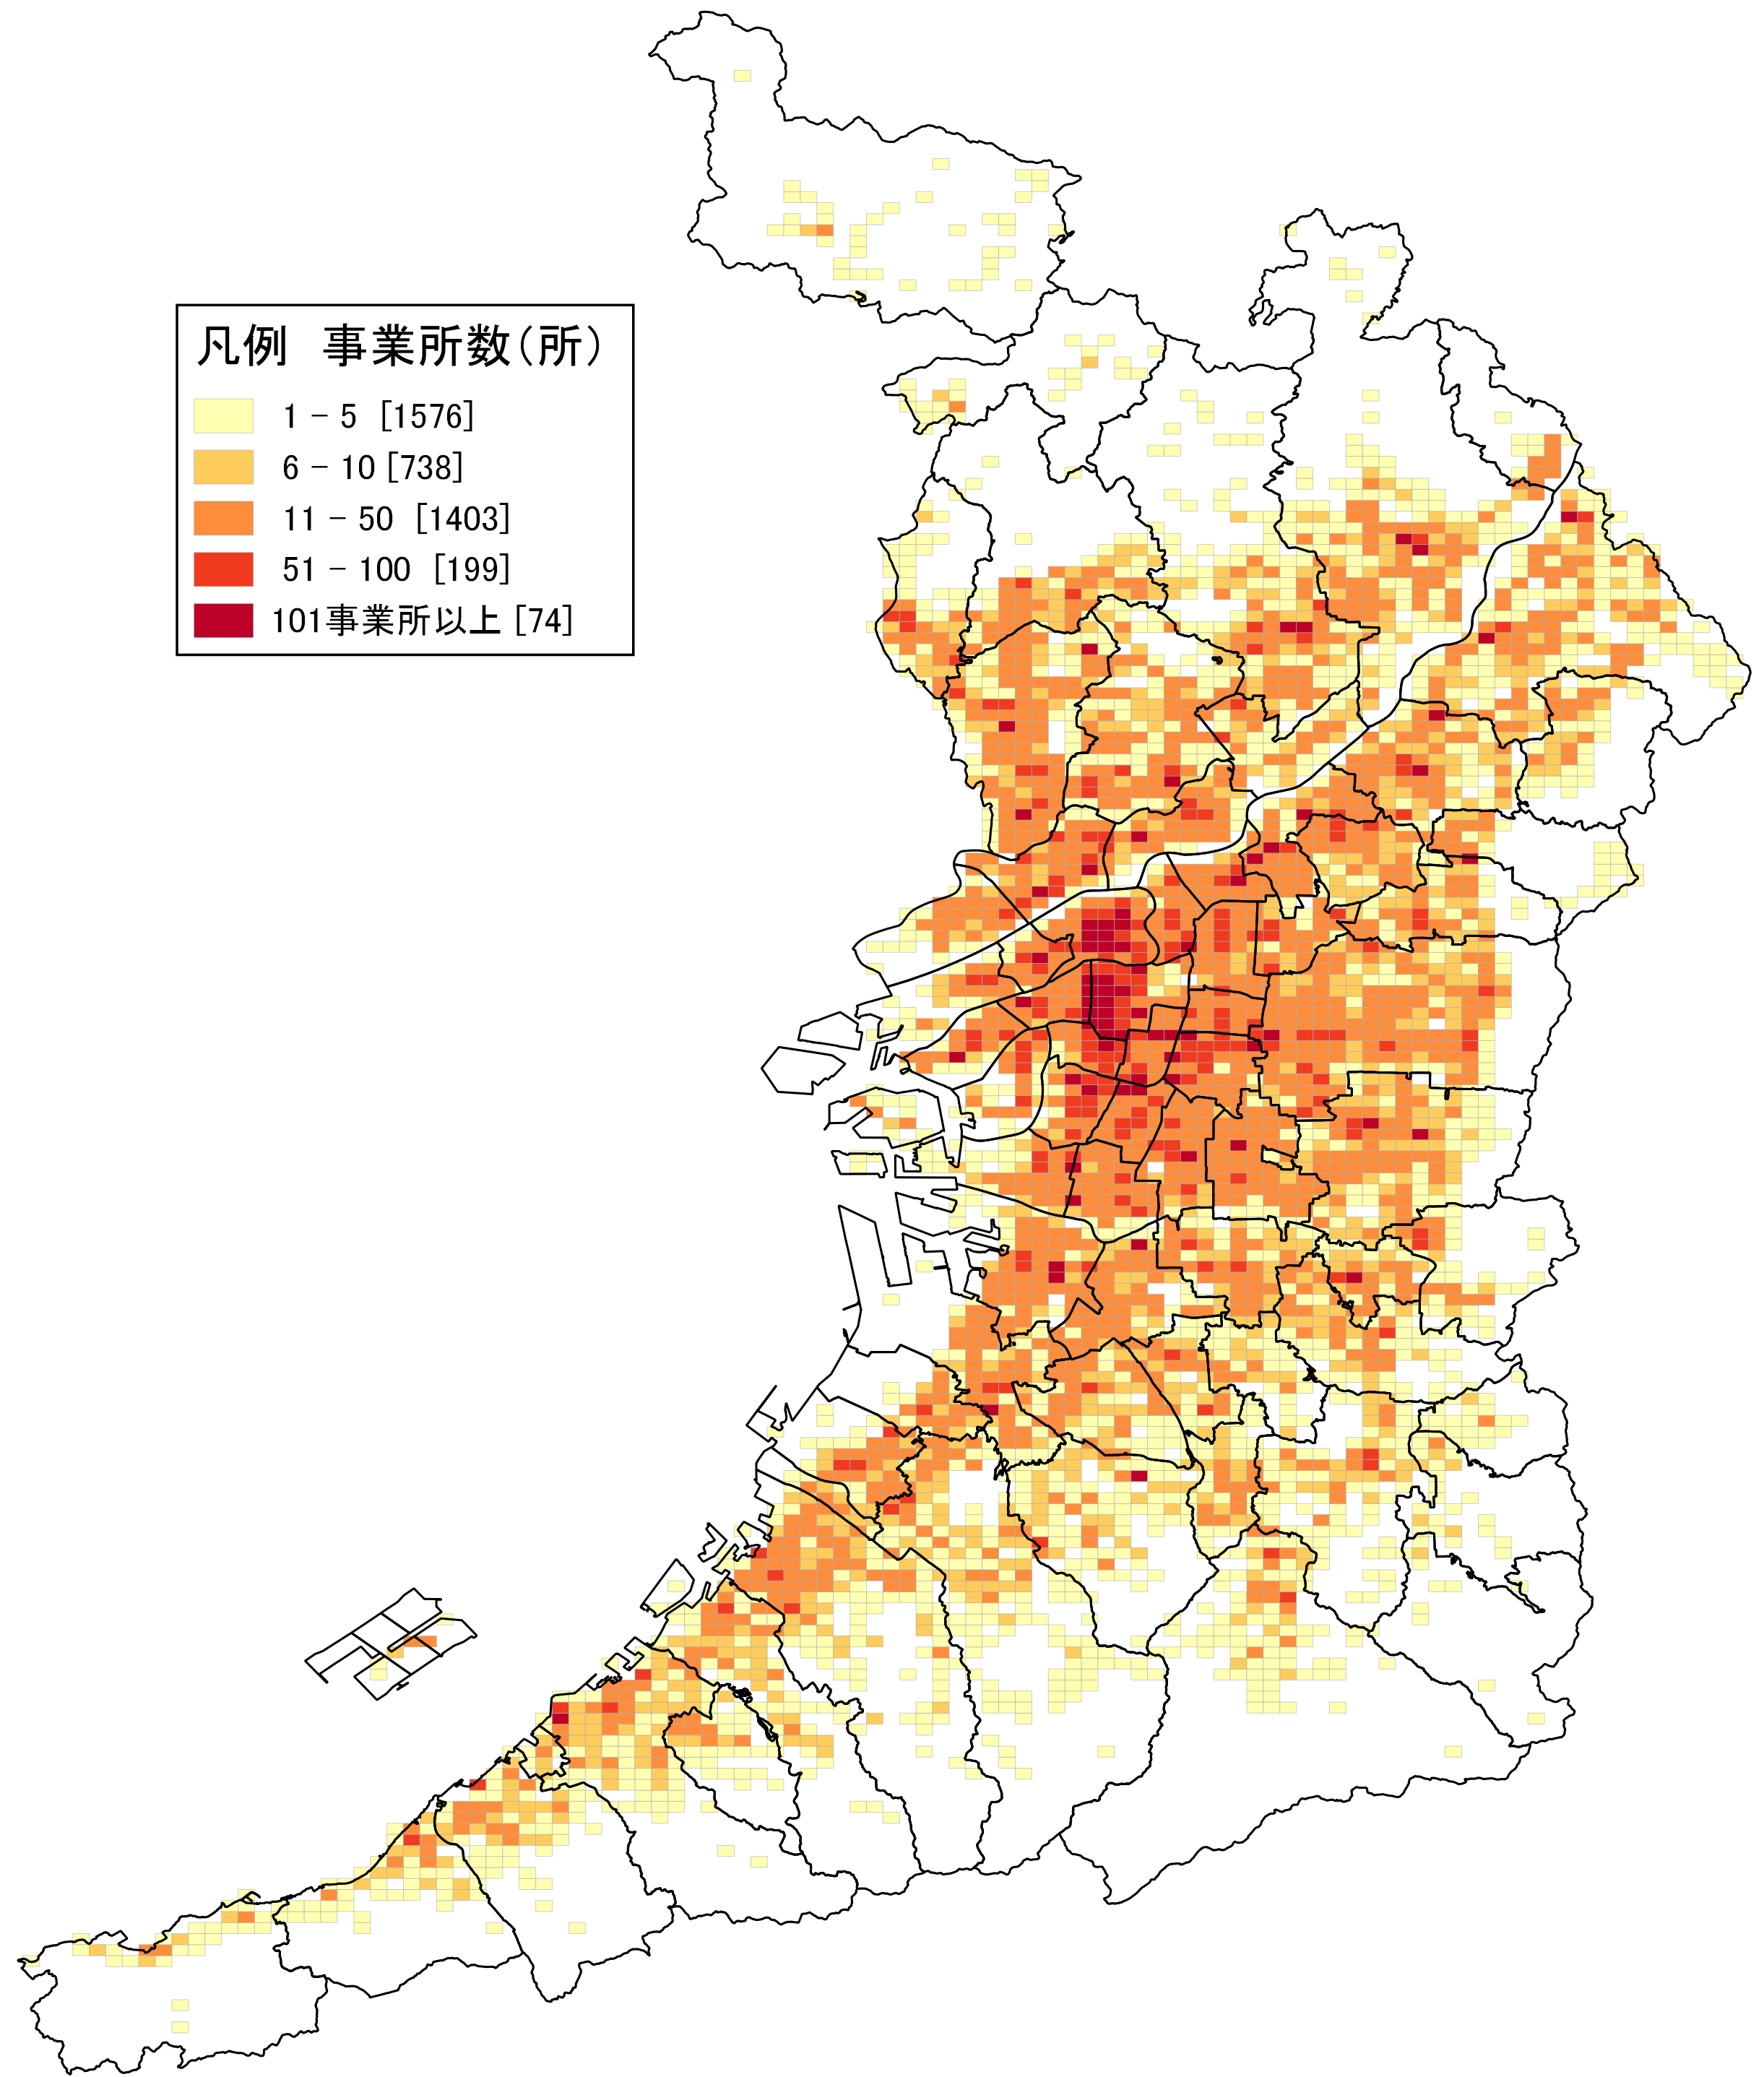 凡例　事業所数（所）
1 － 5 [1576]
6 － 10 [738]
11 － 50 [1403]
51 － 100 [199]
101事業所以上 [74]